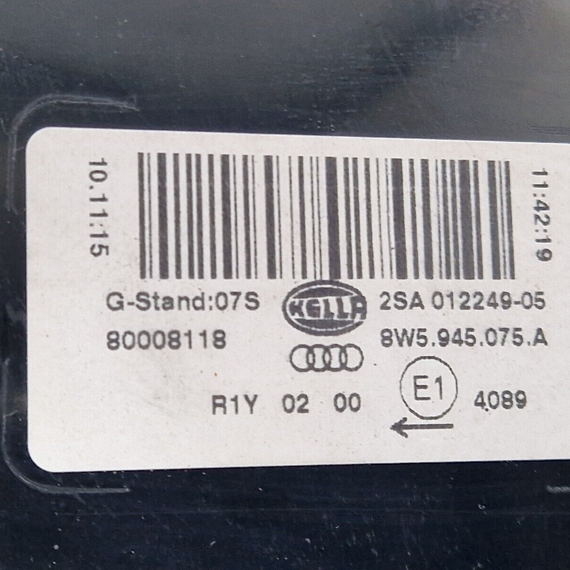 10.11:15
11:42:19
G-Stand:07S HELLA 2SA 012249-05
80008118 8W5.945.075.A
R1Y 02 00 E1 4089